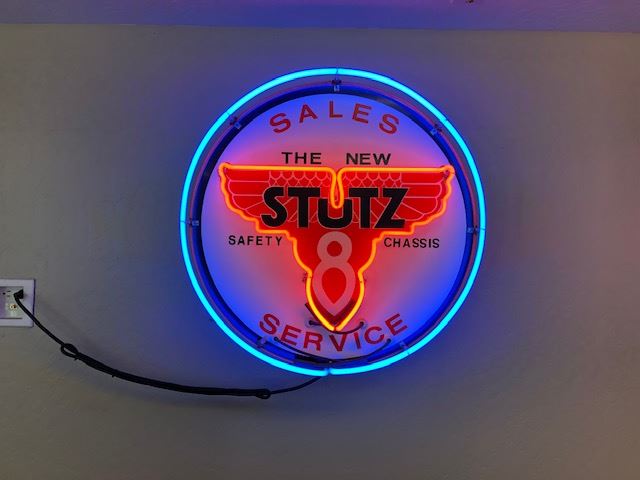 SALES
THE NEW
STUTZ
SAFETY 8 CHASSIS
SERVICE